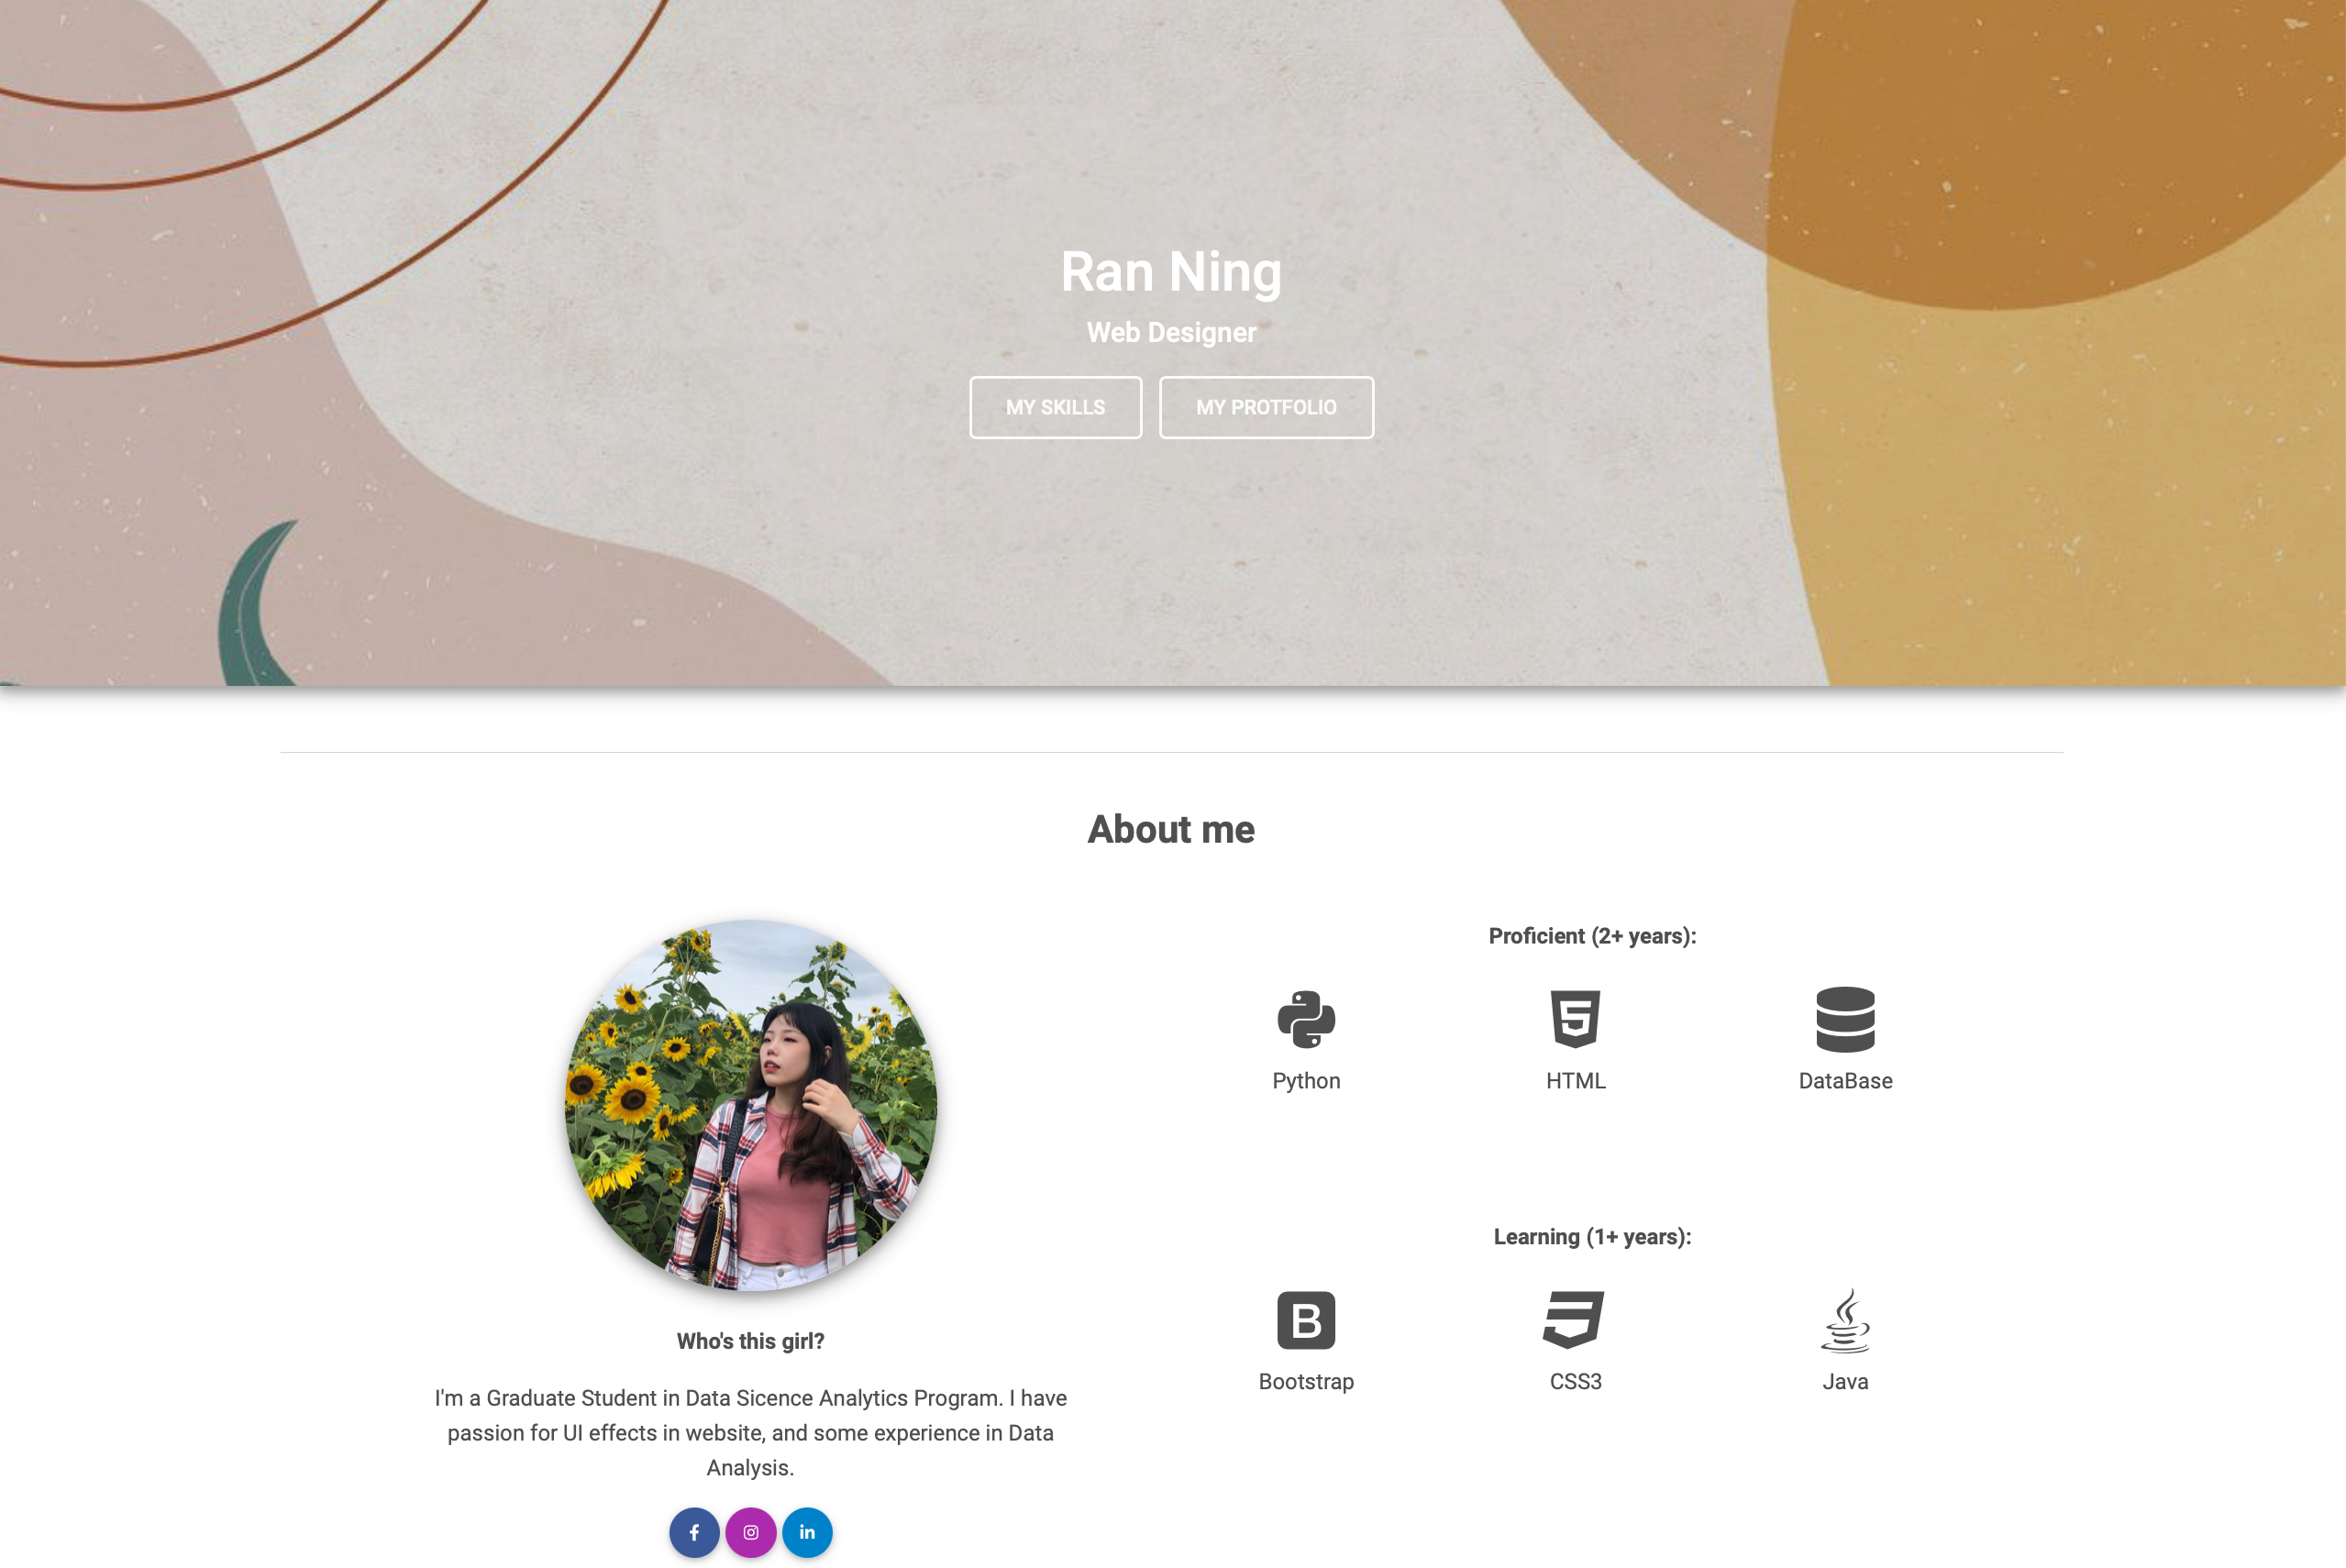 Ran Ning
Web Designer
MY SKILLS
MY PROTFOLIO
About me
Who's this girl?
I'm a Graduate Student in Data Sicence Analytics Program. I have
passion for UI effects in website, and some experience in Data
Analysis.
Proficient (2+ years):
Python
HTML
DataBase
Learning (1+ years):
B
Bootstrap
CSS3
Java